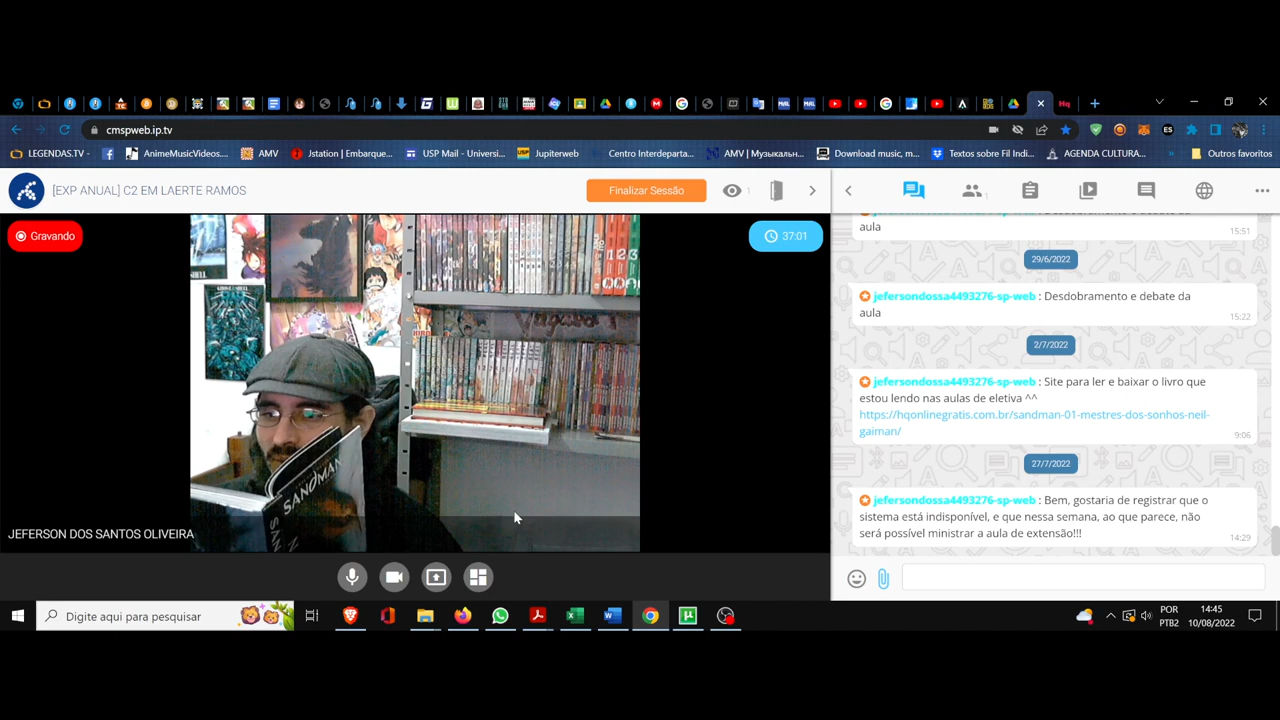 cmspweb.ip.tv
LEGENDAS.TV -
AnimeMusicVideos....
AMV
Jstation | Embarque...
USP Mail - Universi...
Jupiterweb
Centro Interdeparta...
AMV | Музыкальн...
Download music, m...
Textos sobre Fil Indi...
AGENDA CULTURA...
»
Outros favoritos
[EXP ANUAL] C2 EM LAERTE RAMOS
Finalizar Sessão
1
1
Gravando
37:01
SANDMAN
JEFERSON DOS SANTOS OLIVEIRA
aula
15:51
29/6/2022
jefersondossa4493276-sp-web : Desdobramento e debate da
aula
15:22
2/7/2022
jefersondossa4493276-sp-web : Site para ler e baixar o livro que
estou lendo nas aulas de eletiva ^^
https://hqonlinegratis.com.br/sandman-01-mestres-dos-sonhos-neil-
gaiman/
9:06
27/7/2022
jefersondossa4493276-sp-web : Bem, gostaria de registrar que o
sistema está indisponível, e que nessa semana, ao que parece, não
será possível ministrar a aula de extensão!!!
14:29
Digite aqui para pesquisar
POR
PTB2
14:45
10/08/2022